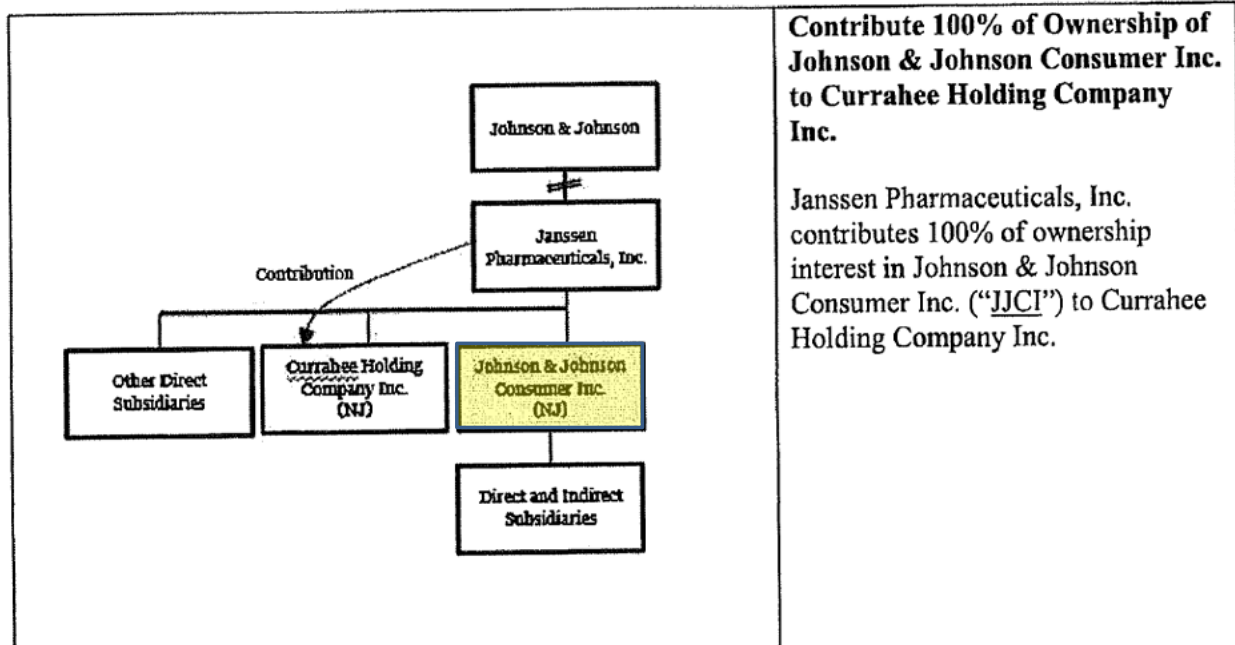 Contribute 100% of Ownership of
Johnson & Johnson Consumer Inc.
to Currahee Holding Company
Inc.
Janssen Pharmaceuticals, Inc.
contributes 100% of ownership
interest in Johnson & Johnson
Consumer Inc. (“JJCI”) to Currahee
Holding Company Inc.
Johnson & Johnson
Janssen
Pharmaceuticals, Inc.
Contribution
Other Direct
Subsidiaries
Currahee Holding
Company Inc.
(NJ)
Johnson & Johnson
Consumer Inc.
(NJ)
Direct and Indirect
Subsidiaries